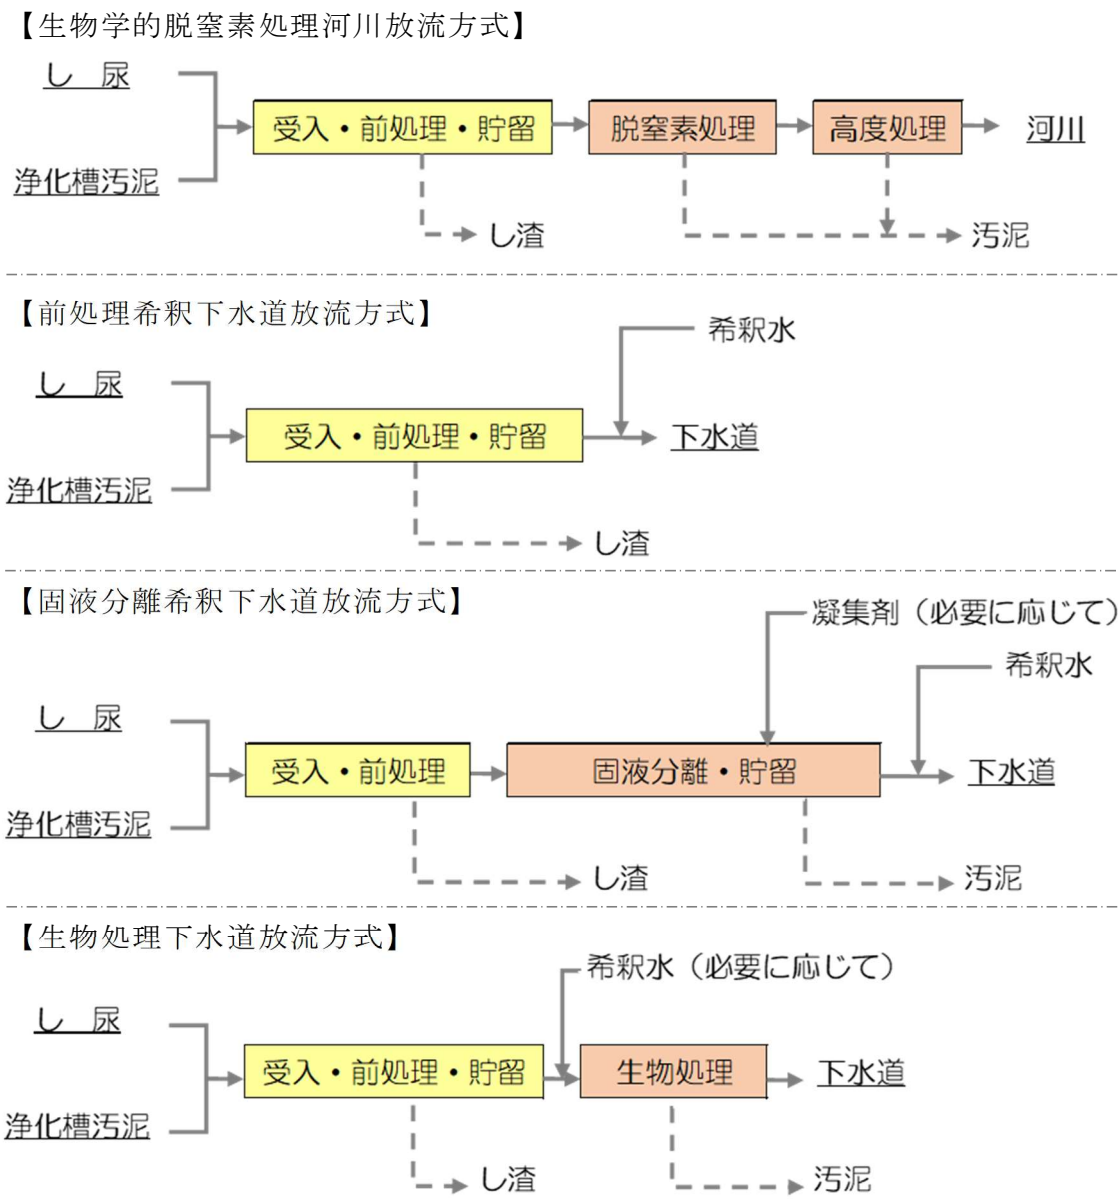 【生物学的脱窒素処理河川放流方式】
し　尿
受入・前処理・貯留
脱窒素処理
高度処理
河川
浄化槽汚泥
し渣
汚泥
【前処理希釈下水道放流方式】
希釈水
し　尿
受入・前処理・貯留
下水道
浄化槽汚泥
し渣
【固液分離希釈下水道放流方式】
凝集剤（必要に応じて）
希釈水
し　尿
受入・前処理
固液分離・貯留
下水道
浄化槽汚泥
し渣
汚泥
【生物処理下水道放流方式】
希釈水（必要に応じて）
し　尿
受入・前処理・貯留
生物処理
下水道
浄化槽汚泥
し渣
汚泥